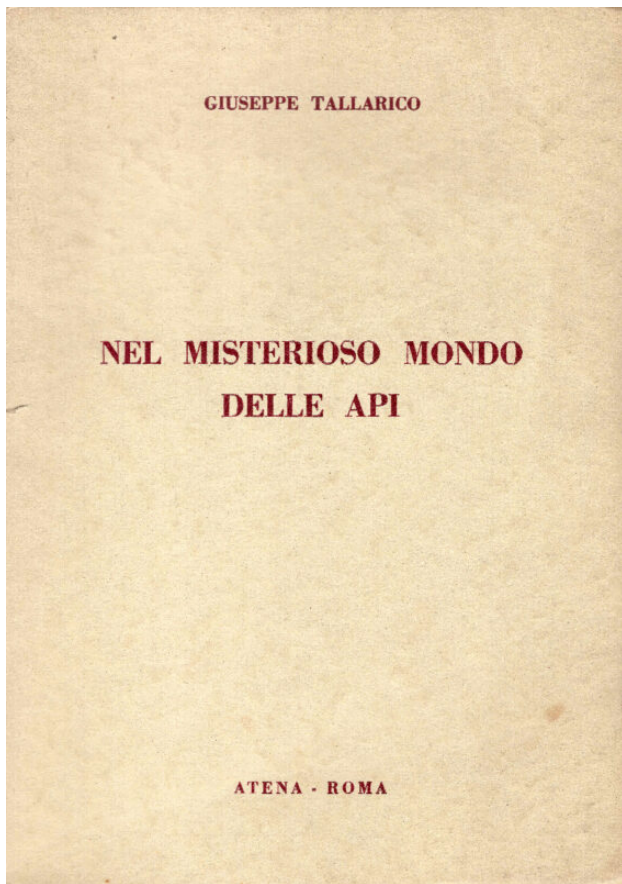 GIUSEPPE TALLARICO
NEL MISTERIOSO MONDO
DELLE API
ATENA - ROMA